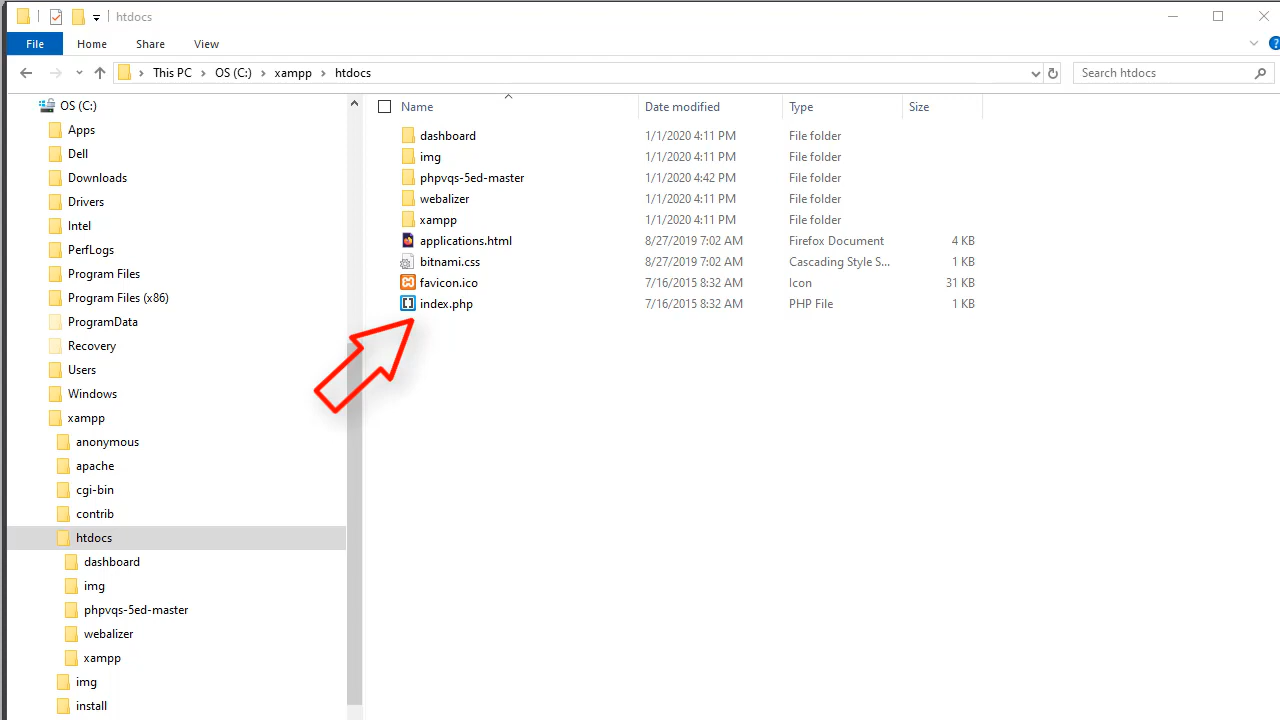 htdocs
File Home Share View
This PC OS (C:) xampp htdocs Search htdocs
OS (C:)
Apps
Dell
Downloads
Drivers
Intel
PerfLogs
Program Files
Program Files (x86)
ProgramData
Recovery
Users
Windows
xampp
anonymous
apache
cgi-bin
contrib
htdocs
dashboard
img
phpvqs-5ed-master
webalizer
xampp
img
install
Name Date modified Type Size
dashboard 1/1/2020 4:11 PM File folder
img 1/1/2020 4:11 PM File folder
phpvqs-5ed-master 1/1/2020 4:42 PM File folder
webalizer 1/1/2020 4:11 PM File folder
xampp 1/1/2020 4:11 PM File folder
applications.html 8/27/2019 7:02 AM Firefox Document 4 KB
bitnami.css 8/27/2019 7:02 AM Cascading Style S... 1 KB
favicon.ico 7/16/2015 8:32 AM Icon 31 KB
index.php 7/16/2015 8:32 AM PHP File 1 KB